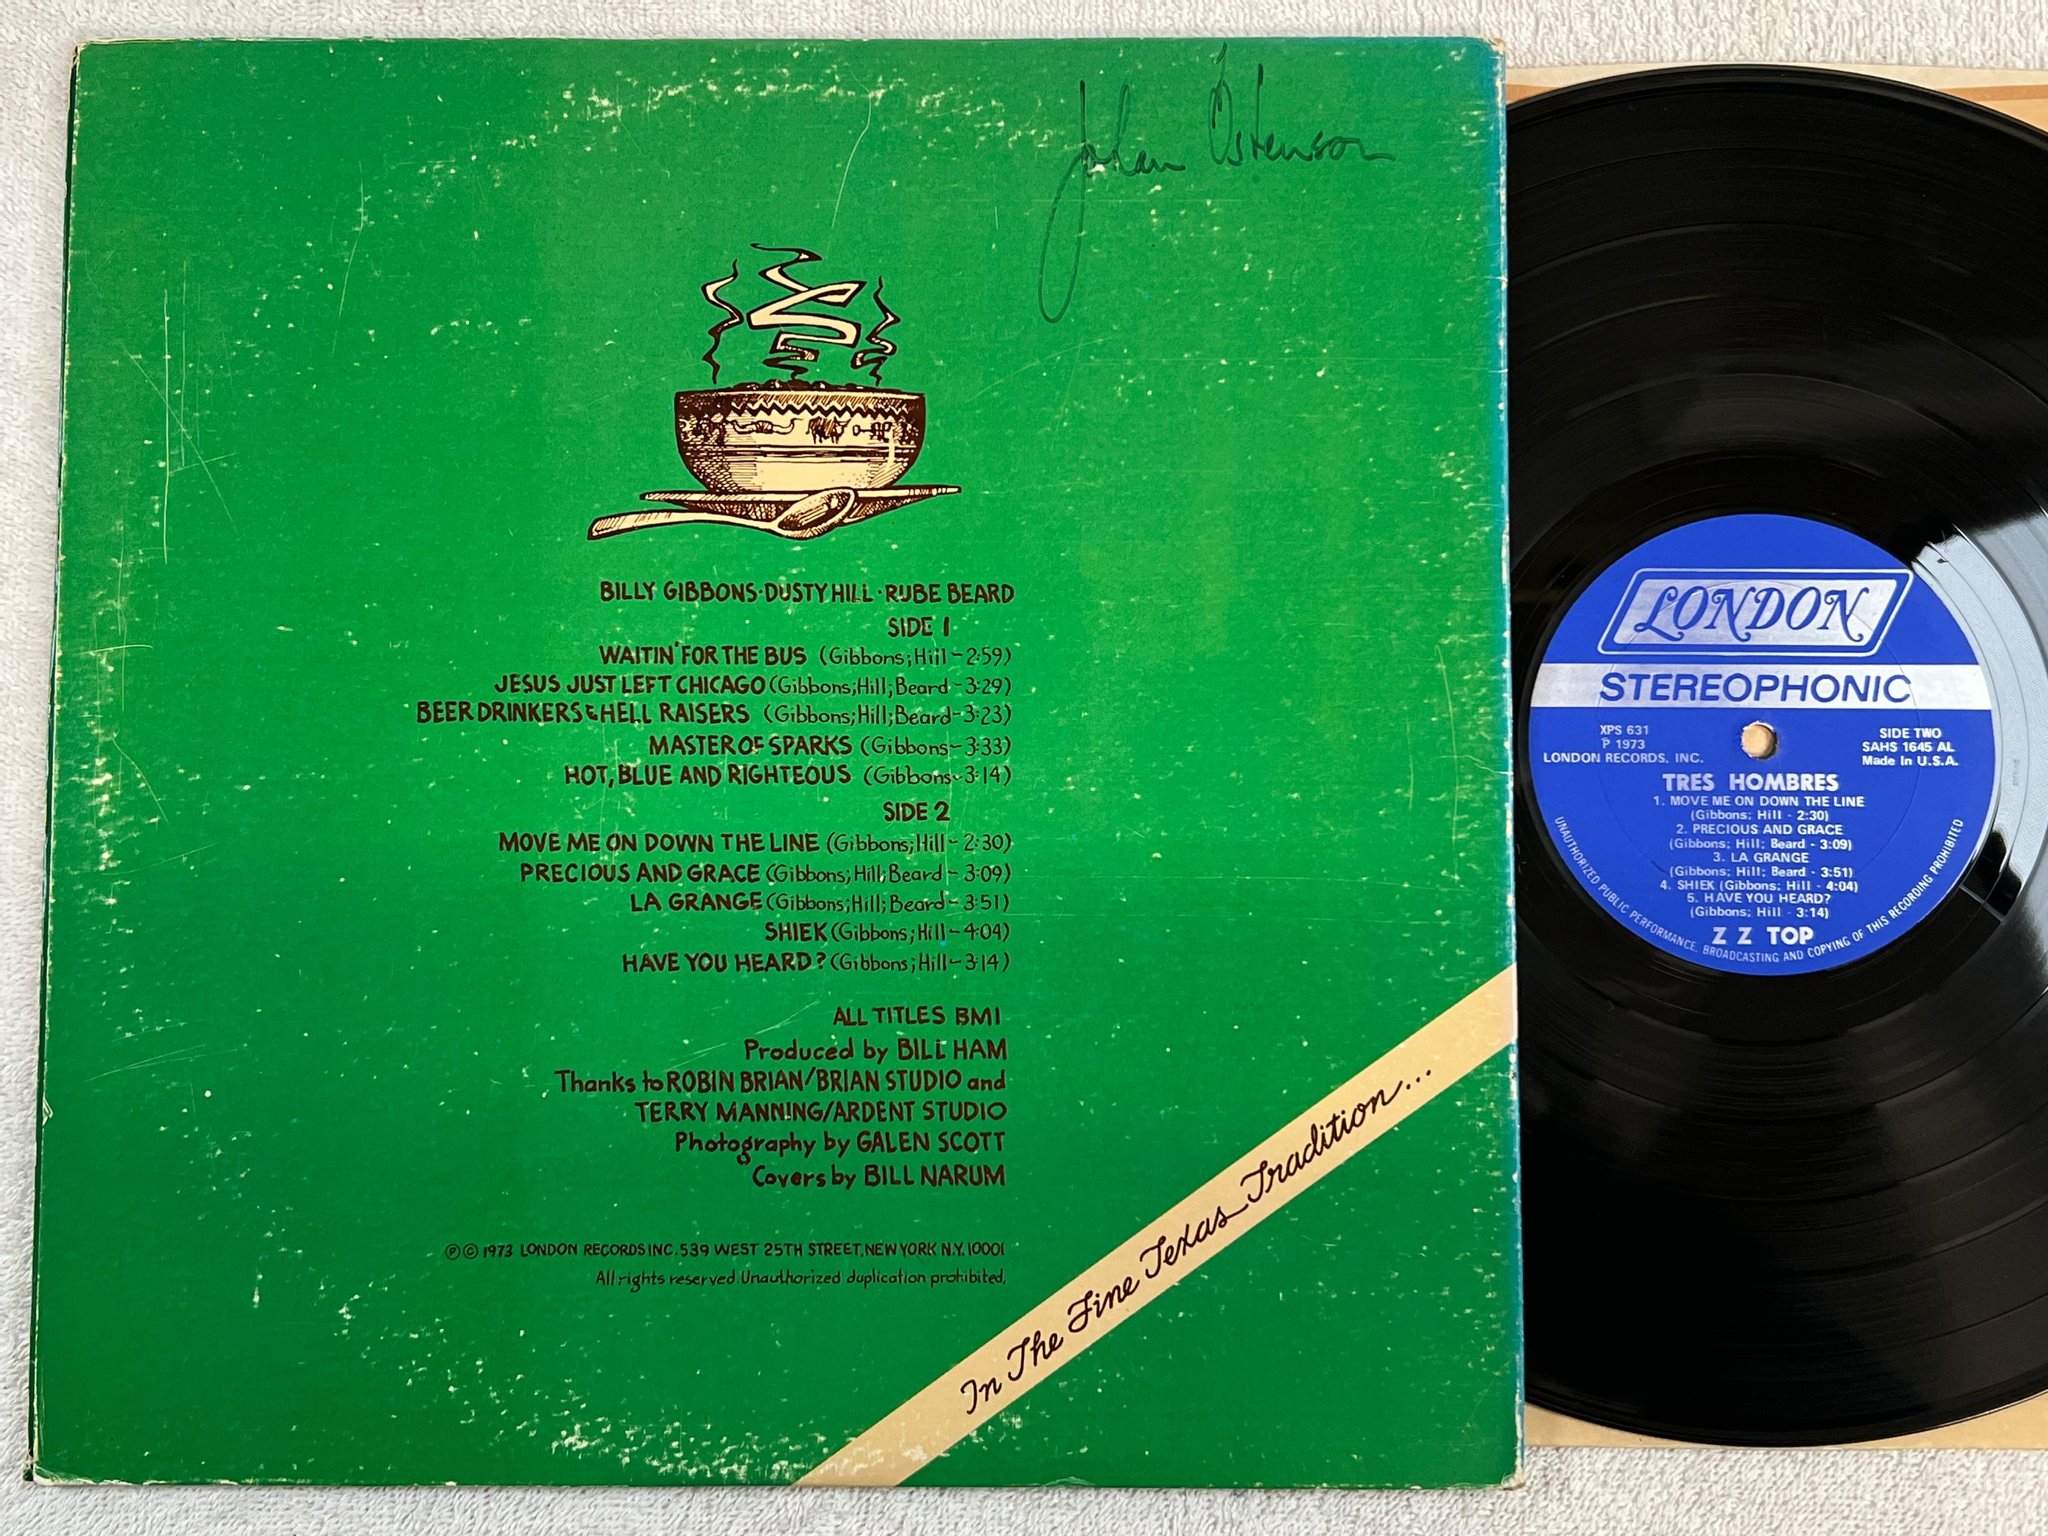 Johan Östenson
BILLY GIBBONS · DUSTY HILL · RUBE BEARD
SIDE 1
WAITIN' FOR THE BUS (Gibbons; Hill - 2:59)
JESUS JUST LEFT CHICAGO (Gibbons; Hill; Beard - 3:29)
BEER DRINKERS & HELL RAISERS (Gibbons; Hill; Beard - 3:23)
MASTER OF SPARKS (Gibbons - 3:33)
HOT, BLUE AND RIGHTEOUS (Gibbons - 3:14)
SIDE 2
MOVE ME ON DOWN THE LINE (Gibbons; Hill - 2:30)
PRECIOUS AND GRACE (Gibbons; Hill; Beard - 3:09)
LA GRANGE (Gibbons; Hill; Beard - 3:51)
SHIEK (Gibbons; Hill - 4:04)
HAVE YOU HEARD? (Gibbons; Hill - 3:14)
ALL TITLES BMI
Produced by BILL HAM
Thanks to ROBIN BRIAN/BRIAN STUDIO and
TERRY MANNING/ARDENT STUDIO
Photography by GALEN SCOTT
Covers by BILL NARUM
Ⓟ © 1973 LONDON RECORDS INC. 539 WEST 25TH STREET, NEW YORK N.Y. 10001
All rights reserved. Unauthorized duplication prohibited.
In The Fine Texas Tradition...
LONDON
STEREOPHONIC
XPS 631
P 1973
LONDON RECORDS, INC.
SIDE TWO
SAHS 1645 AL
Made In U.S.A.
TRES HOMBRES
1. MOVE ME ON DOWN THE LINE
(Gibbons; Hill - 2:30)
2. PRECIOUS AND GRACE
(Gibbons; Hill; Beard - 3:09)
3. LA GRANGE
(Gibbons; Hill; Beard - 3:51)
4. SHIEK (Gibbons; Hill - 4:04)
5. HAVE YOU HEARD?
(Gibbons; Hill - 3:14)
Z Z TOP
UNAUTHORIZED PUBLIC PERFORMANCE, BROADCASTING AND COPYING OF THIS RECORDING PROHIBITED